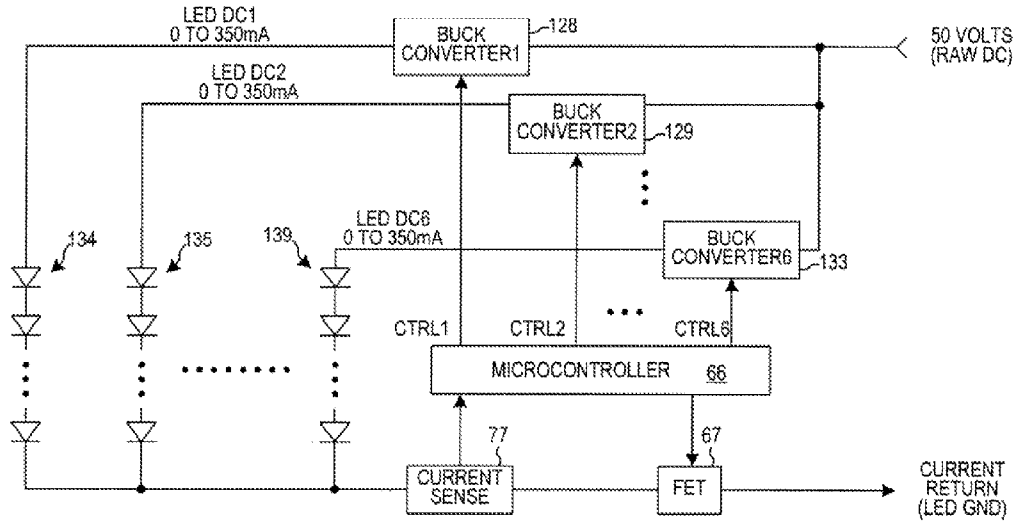 LED DC1
0 TO 350mA
BUCK
CONVERTER1
128
50 VOLTS
(RAW DC)
LED DC2
0 TO 350mA
BUCK
CONVERTER2
129
LED DC6
0 TO 350mA
BUCK
CONVERTER6
133
134
135
139
CTRL1
CTRL2
CTRL6
MICROCONTROLLER 66
77
67
CURRENT
SENSE
FET
CURRENT
RETURN
(LED GND)